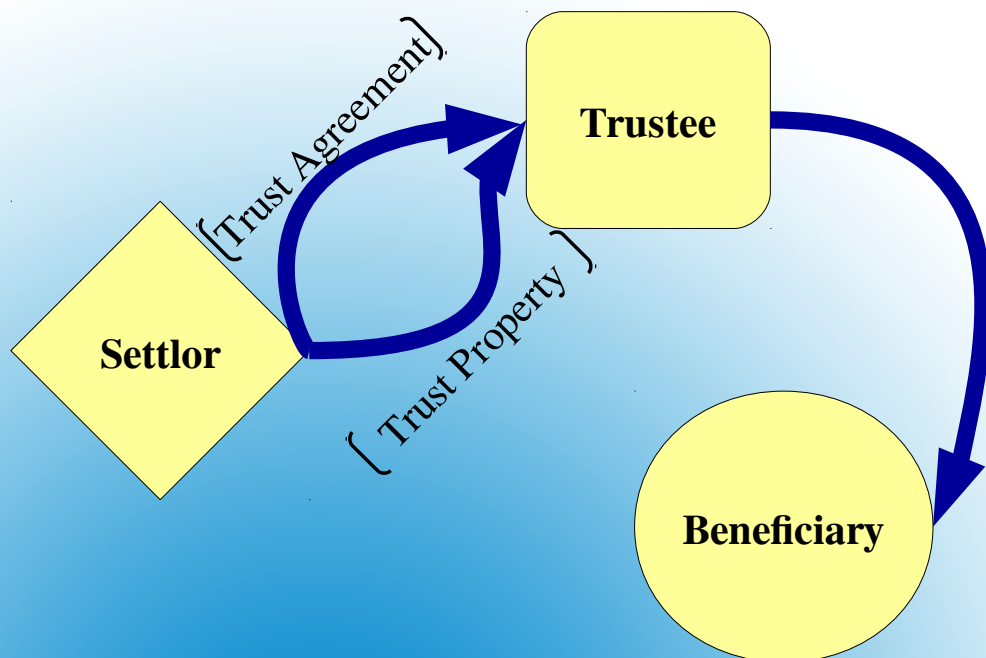 Trust Agreement
Trustee
Settlor
Trust Property
Beneficiary